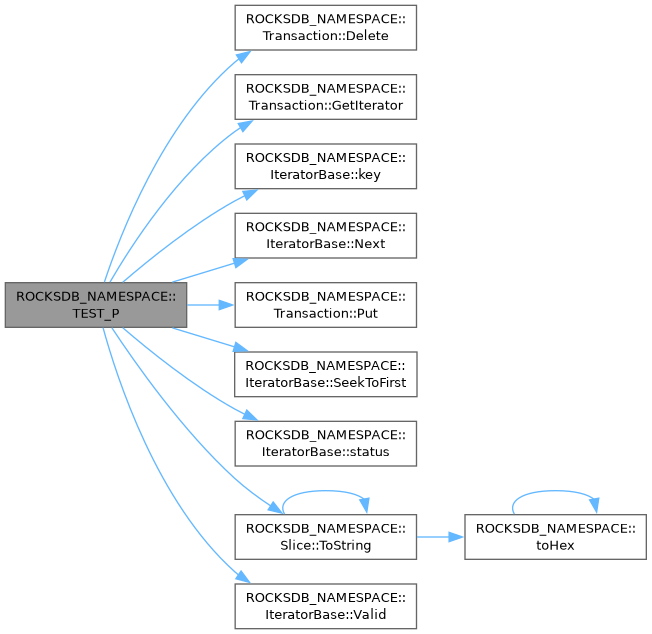 ROCKSDB_NAMESPACE::
Transaction::Delete
ROCKSDB_NAMESPACE::
Transaction::GetIterator
ROCKSDB_NAMESPACE::
IteratorBase::key
ROCKSDB_NAMESPACE::
IteratorBase::Next
ROCKSDB_NAMESPACE::
TEST_P
ROCKSDB_NAMESPACE::
Transaction::Put
ROCKSDB_NAMESPACE::
IteratorBase::SeekToFirst
ROCKSDB_NAMESPACE::
IteratorBase::status
ROCKSDB_NAMESPACE::
Slice::ToString
ROCKSDB_NAMESPACE::
toHex
ROCKSDB_NAMESPACE::
IteratorBase::Valid